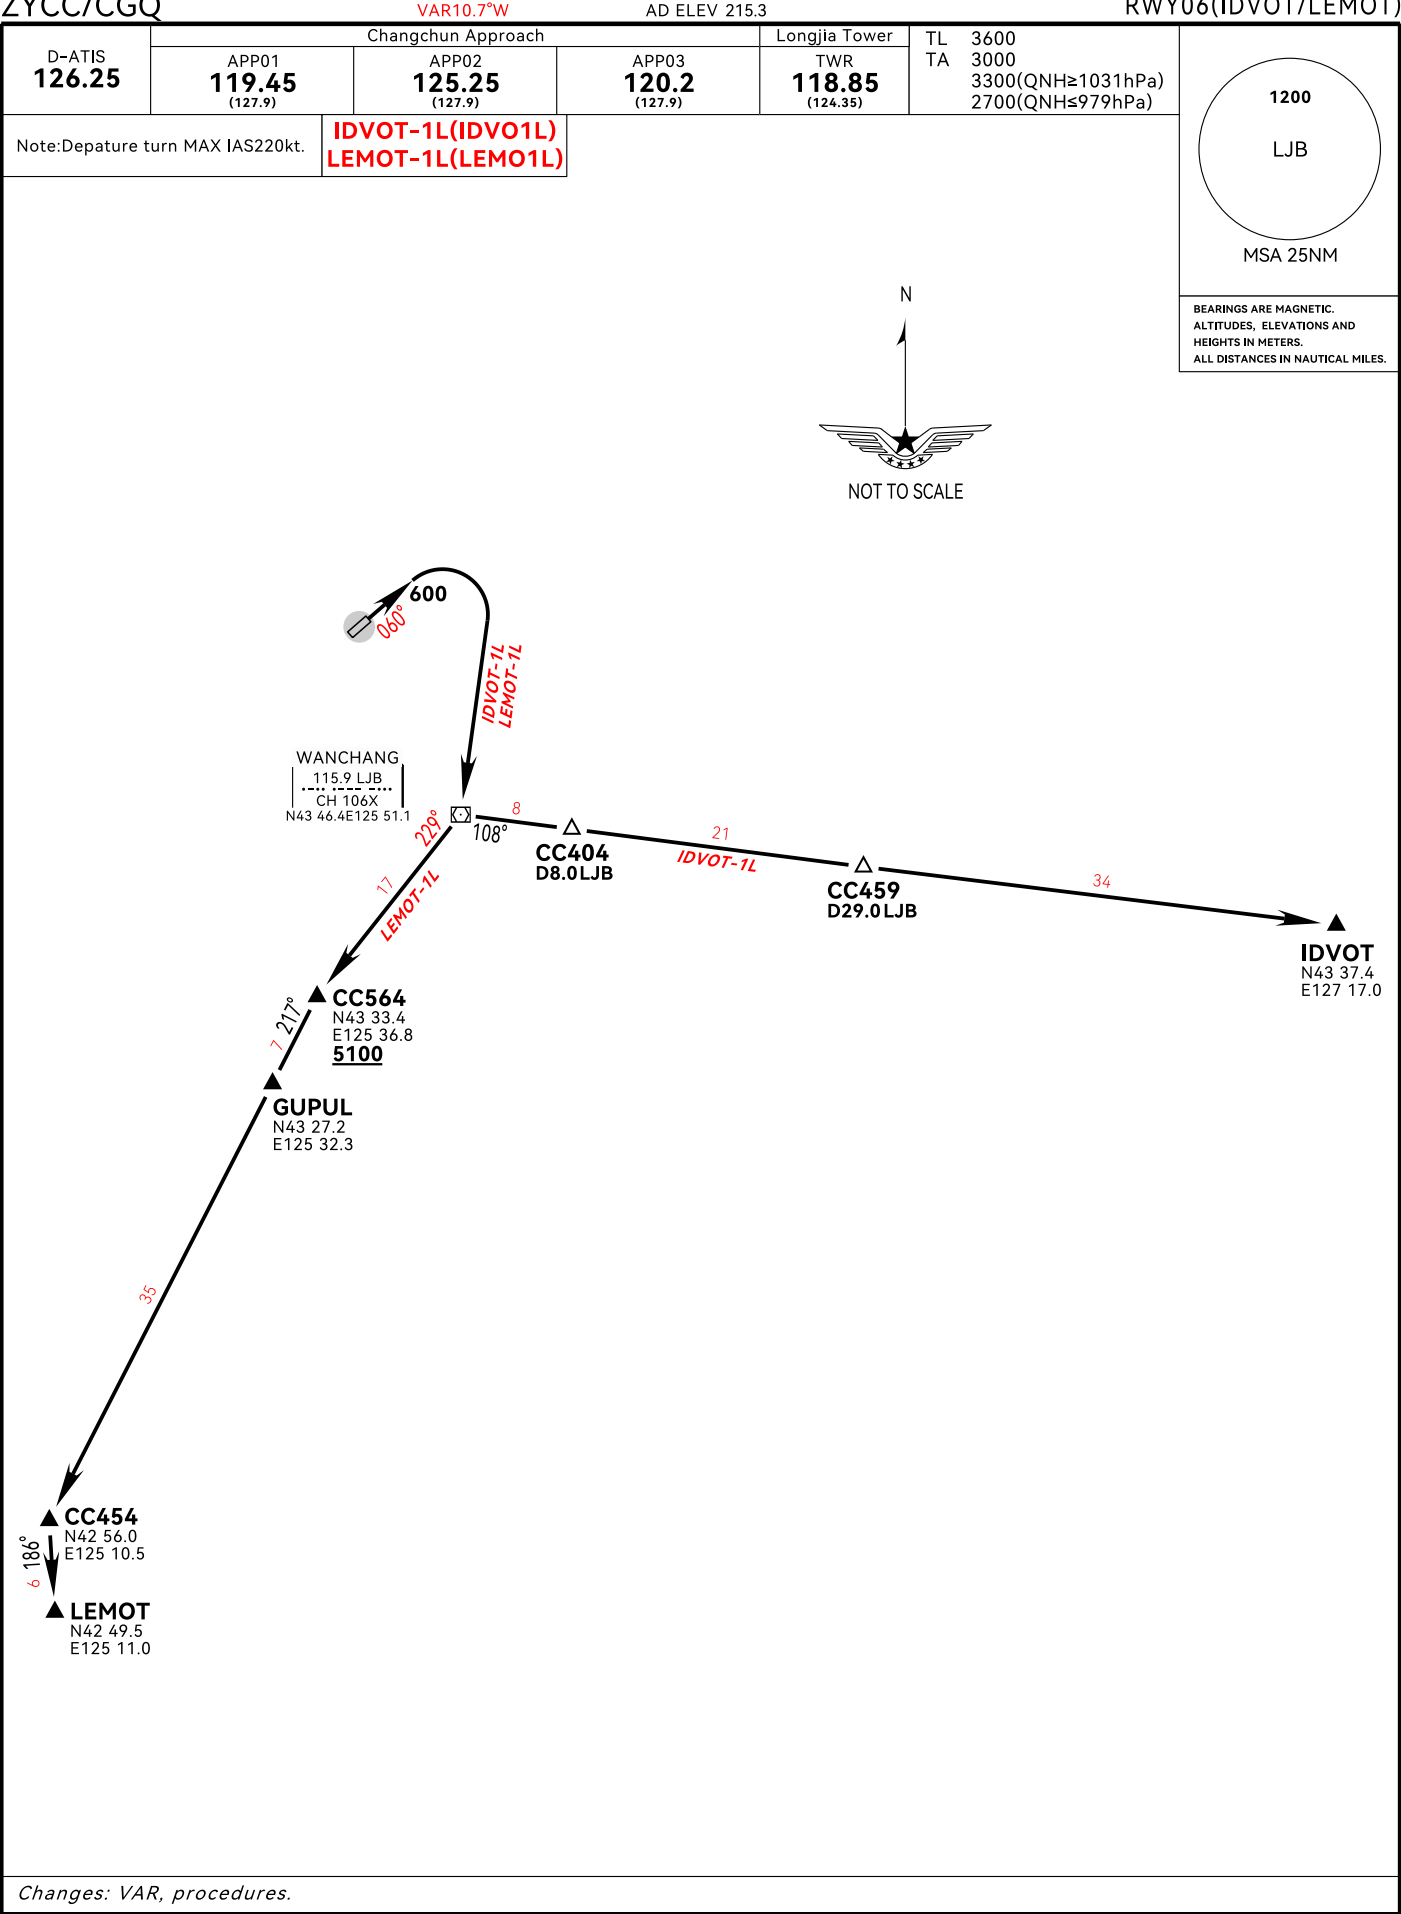 ZYCC/CGQ
VAR10.7°W
AD ELEV 215.3
RWY06(IDVOT/LEMOT)
D-ATIS
126.25
Changchun Approach
APP01
119.45
(127.9)
APP02
125.25
(127.9)
APP03
120.2
(127.9)
Longjia Tower
TWR
118.85
(124.35)
TL 3600
TA 3000
3300(QNH≥1031hPa)
2700(QNH≤979hPa)
Note:Depature turn MAX IAS220kt.
IDVOT-1L(IDVO1L)
LEMOT-1L(LEMO1L)
1200
LJB
MSA 25NM
BEARINGS ARE MAGNETIC.
ALTITUDES, ELEVATIONS AND
HEIGHTS IN METERS.
ALL DISTANCES IN NAUTICAL MILES.
N
NOT TO SCALE
600
060°
IDVOT-1L
LEMOT-1L
WANCHANG
115.9 LJB
CH 106X
N43 46.4E125 51.1
229°
108°
8
CC404
D8.0LJB
21
IDVOT-1L
CC459
D29.0LJB
34
IDVOT
N43 37.4
E127 17.0
17
LEMOT-1L
CC564
N43 33.4
E125 36.8
5100
7 217°
GUPUL
N43 27.2
E125 32.3
35
CC454
N42 56.0
E125 10.5
6 186°
LEMOT
N42 49.5
E125 11.0
Changes: VAR, procedures.